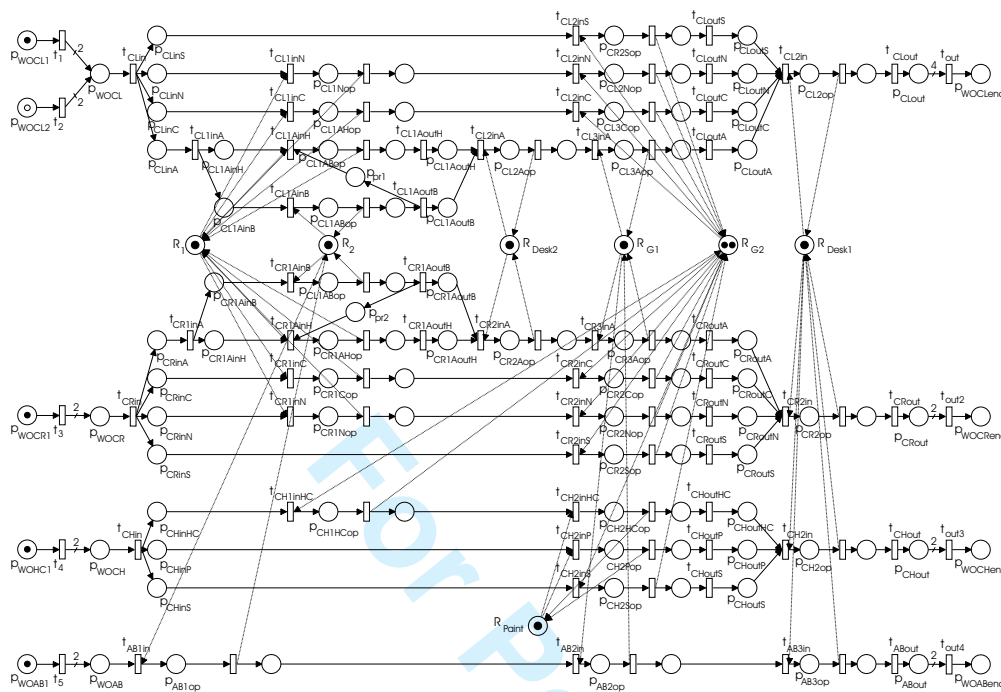 tCLinS pCLinS tCL2inS pCR2Sop tCLoutS pCLoutS
pWOCL1 t1 2 pWOCL tCLin tCL1inN pCL1Nop tCL2inN pCL2Nop tCLoutN pCLoutN tCL2in pCL2op tCLout pCLout 4 tout pWOCLend
pWOCL2 t2 2 pCLinN tCL1inC pCL1AHop tCL2inC pCL3Cop tCLoutC pCLoutC
pCLinC tCL1inA pCL1AinH tCL1inH pCL1ABop tCL1AoutH pCL1AoutH tCL2inA pCL2Aop tCL3inA pCL3Aop tCLoutA pCLoutA
pCLinA pCL1AinB tCL1AinB pCL1ABop ppr1 tCL1AoutB pCL1AoutB
R1 R2 RDesk2 RG1 RG2 RDesk1
pCR1AinB tCR1AinB pCL1ABop tCR1AoutB pCR1AoutB
ppr2
tCR1inA pCR1AinH tCR1AinH pCR1AHop tCR1AoutH pCR1AoutH tCR2inA pCR2Aop tCR3inA pCR3Aop tCRoutA pCRoutA
pCRinA pCRinC tCR1inC pCR1Cop tCR2inC pCR2Cop tCRoutC pCRoutC
pWOCR1 t3 2 pWOCR tCRin pCRinN tCR1inN pCR1Nop tCR2inN pCR2Nop tCRoutN pCRoutN tCR2in pCR2op tCRout pCRout 2 tout2 pWOCRend
pCRinS tCR2inS pCR2Sop tCRoutS pCRoutS
pCHinHC tCH1inHC pCH1HCop tCH2inHC pCH2HCop tCHoutHC pCHoutHC
pWOHC1 t4 2 pWOCH tCHin pCHinP tCH2inP pCH2Pop tCHoutP pCHoutP tCH2in pCH2op tCHout pCHout 2 tout3 pWOCHend
pCHinS tCH2inS pCH2Sop tCHoutS pCHoutS
RPaint
pWOAB1 t5 2 pWOAB tAB1in pAB1op tAB2in pAB2op tAB3in pAB3op tABout pABout 2 tout4 pWOABend
For P